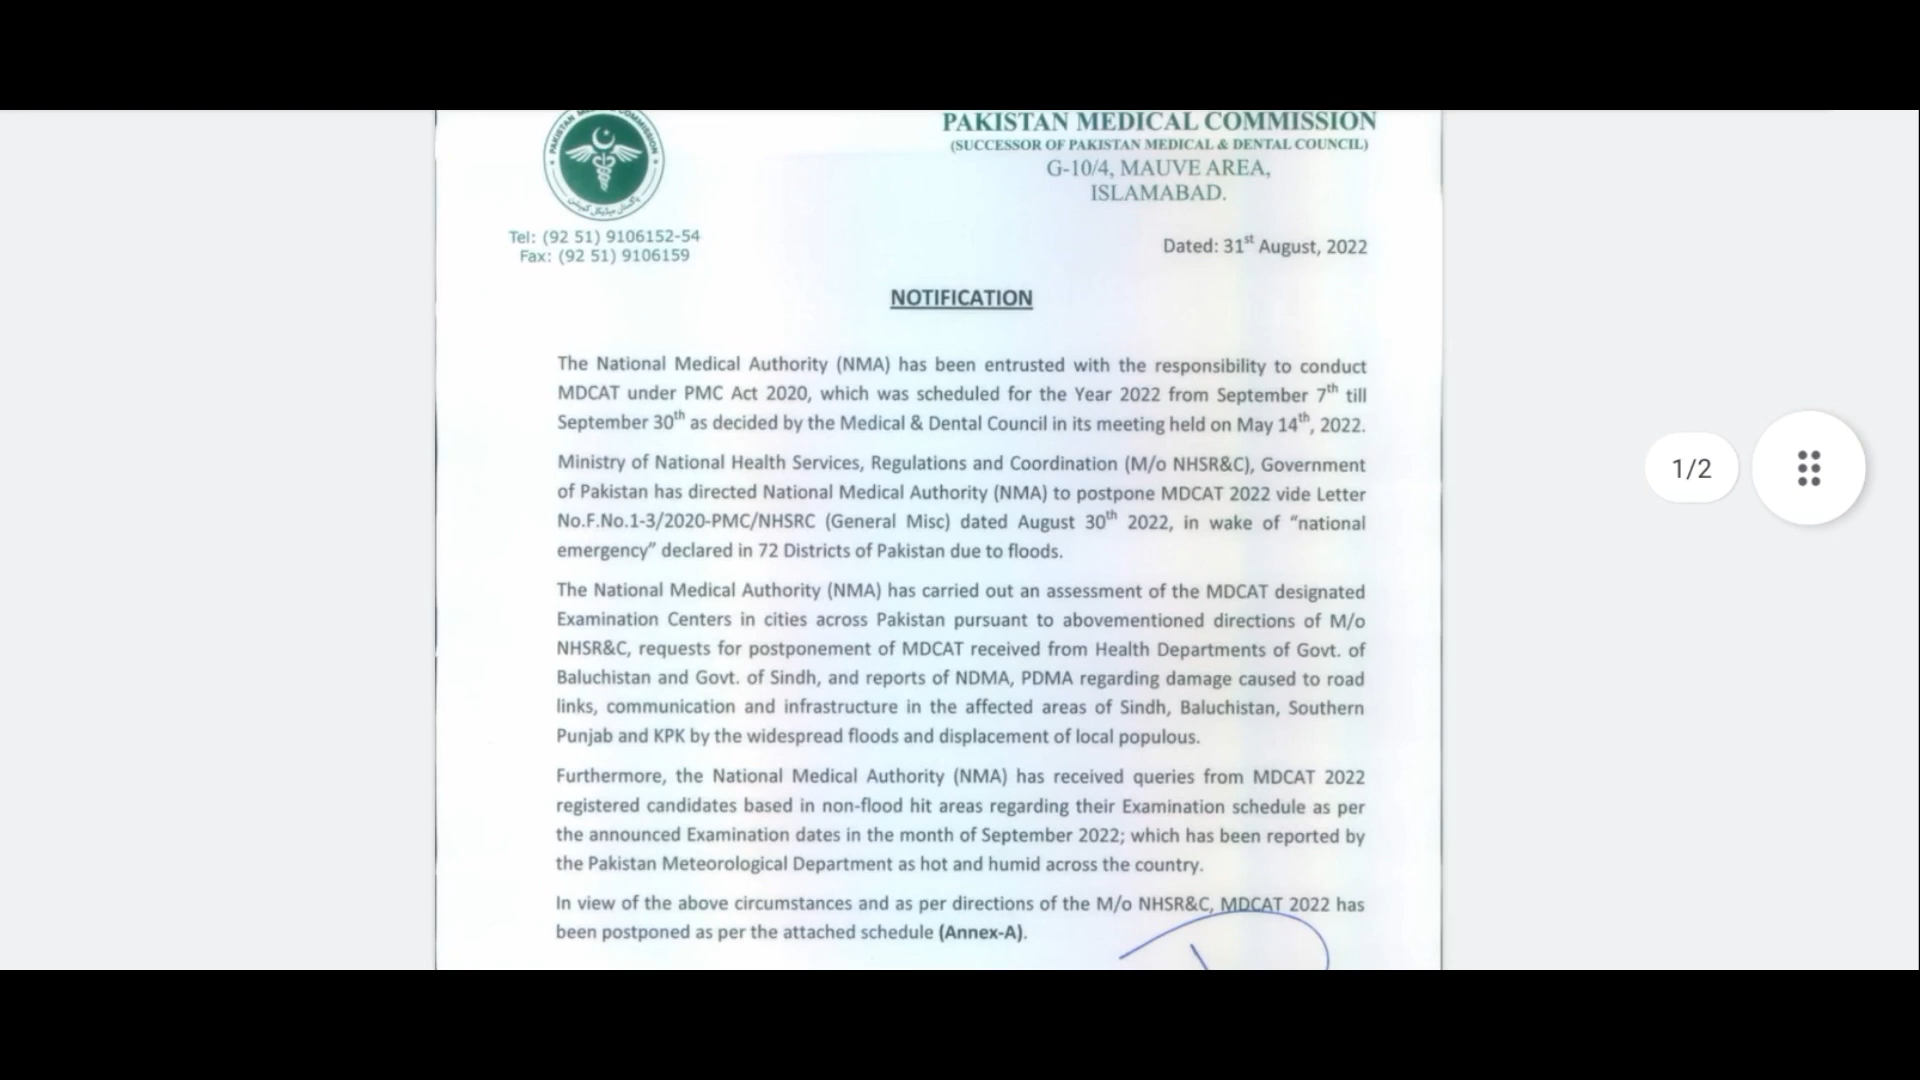 PAKISTAN MEDICAL COMMISSION
(SUCCESSOR OF PAKISTAN MEDICAL & DENTAL COUNCIL)
G-10/4, MAUVE AREA,
ISLAMABAD.
Tel: (92 51) 9106152-54
Fax: (92 51) 9106159
Dated: 31st August, 2022
NOTIFICATION
The National Medical Authority (NMA) has been entrusted with the responsibility to conduct
MDCAT under PMC Act 2020, which was scheduled for the Year 2022 from September 7th till
September 30th as decided by the Medical & Dental Council in its meeting held on May 14th, 2022.
Ministry of National Health Services, Regulations and Coordination (M/o NHSR&C), Government
of Pakistan has directed National Medical Authority (NMA) to postpone MDCAT 2022 vide Letter
No.F.No.1-3/2020-PMC/NHSRC (General Misc) dated August 30th 2022, in wake of “national
emergency” declared in 72 Districts of Pakistan due to floods.
The National Medical Authority (NMA) has carried out an assessment of the MDCAT designated
Examination Centers in cities across Pakistan pursuant to abovementioned directions of M/o
NHSR&C, requests for postponement of MDCAT received from Health Departments of Govt. of
Baluchistan and Govt. of Sindh, and reports of NDMA, PDMA regarding damage caused to road
links, communication and infrastructure in the affected areas of Sindh, Baluchistan, Southern
Punjab and KPK by the widespread floods and displacement of local populous.
Furthermore, the National Medical Authority (NMA) has received queries from MDCAT 2022
registered candidates based in non-flood hit areas regarding their Examination schedule as per
the announced Examination dates in the month of September 2022; which has been reported by
the Pakistan Meteorological Department as hot and humid across the country.
In view of the above circumstances and as per directions of the M/o NHSR&C, MDCAT 2022 has
been postponed as per the attached schedule (Annex-A).
1/2